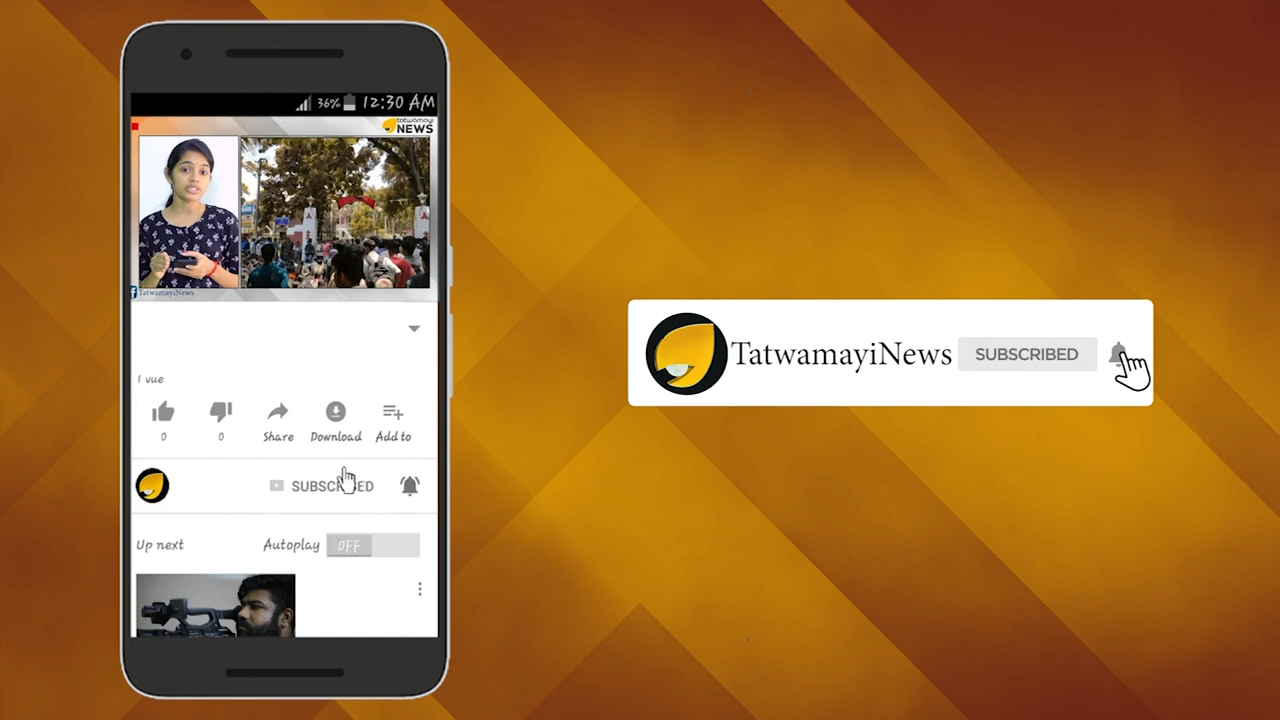 36% 12:30 AM
tatwamayi
NEWS
TatwamayiNews
1 vue
0 0 Share Download Add to
SUBSCRIBED
Up next Autoplay OFF
TatwamayiNews SUBSCRIBED